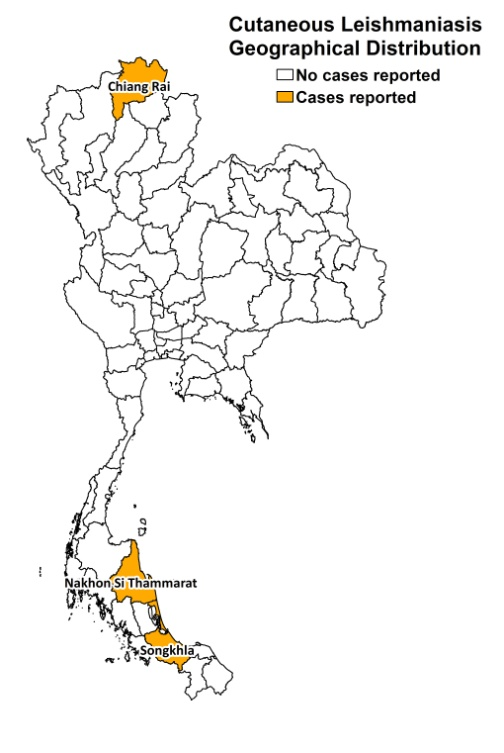 Cutaneous Leishmaniasis
Geographical Distribution
No cases reported
Cases reported
Chiang Rai
Nakhon Si Thammarat
Songkhla